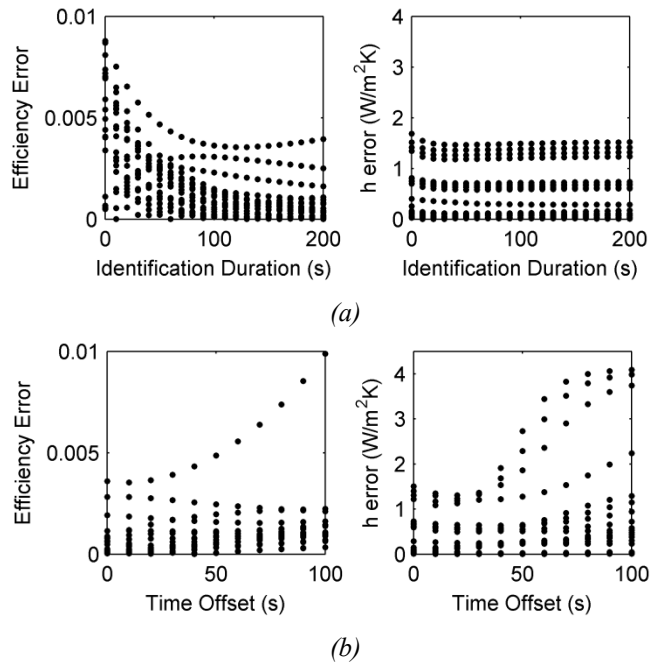 0.01
0.005
0
0
100
200
Efficiency Error
Identification Duration (s)
4
3
2
1
0
0
100
200
h error (W/m²K)
Identification Duration (s)
(a)
0.01
0.005
0
0
50
100
Efficiency Error
Time Offset (s)
4
3
2
1
0
0
50
100
h error (W/m²K)
Time Offset (s)
(b)